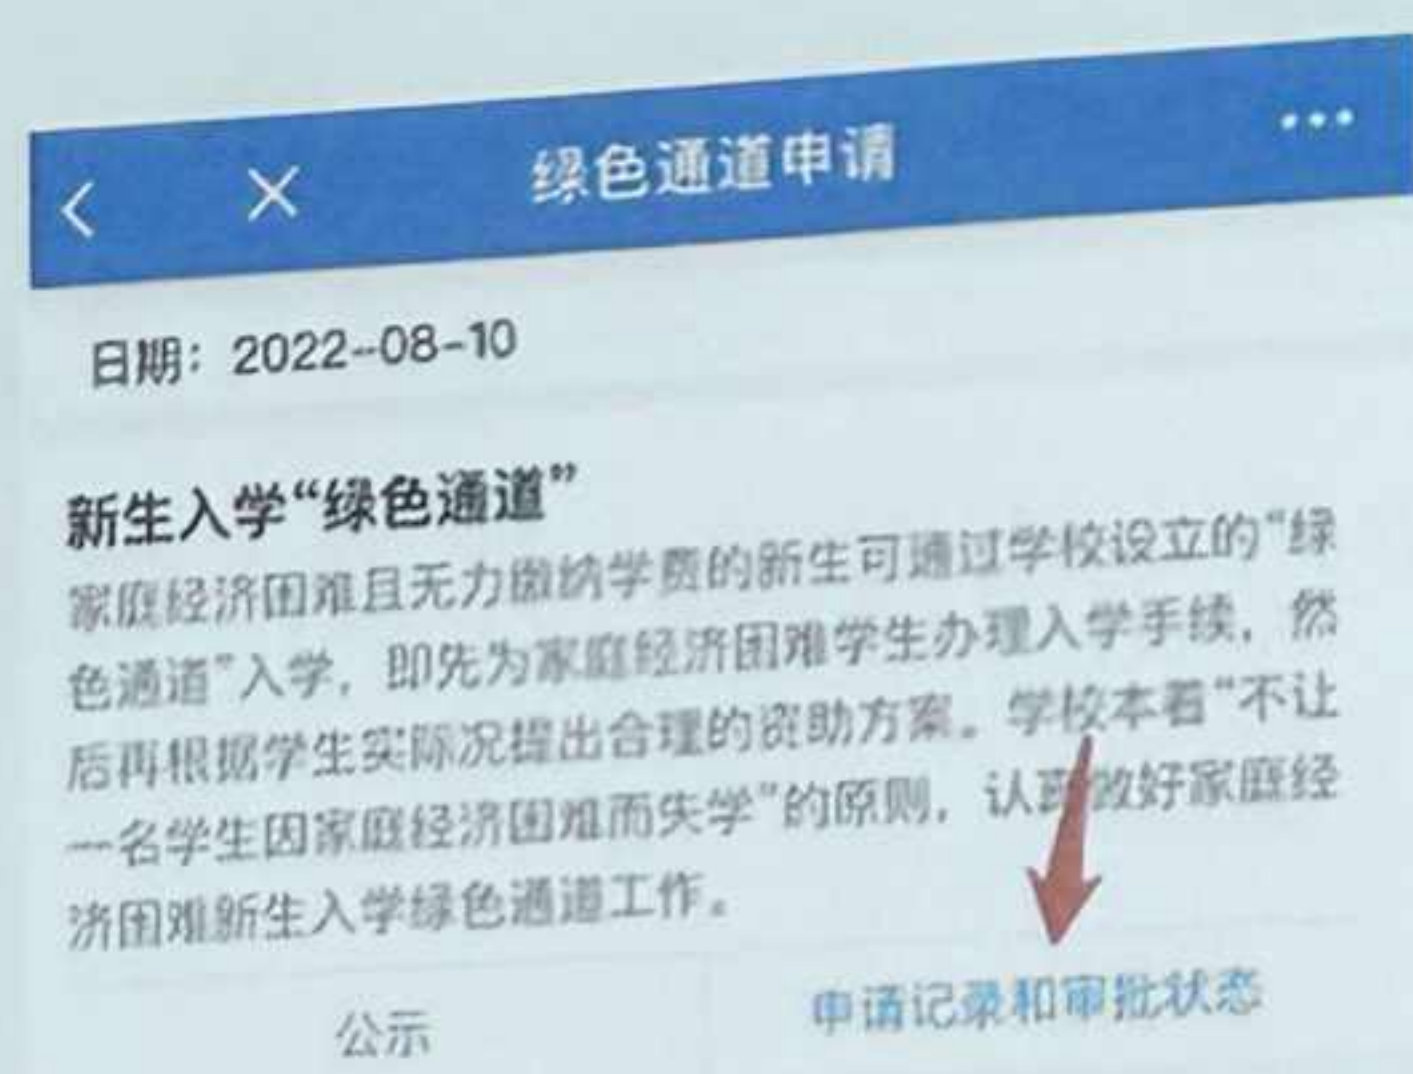 绿色通道申请
日期：2022-08-10
新生入学“绿色通道”
家庭经济困难且无力缴纳学费的新生可通过学校设立的“绿
色通道”入学，即先为家庭经济困难学生办理入学手续，然
后再根据学生实际况提出合理的资助方案。学校本着“不让
一名学生因家庭经济困难而失学”的原则，认真做好家庭经
济困难新生入学绿色通道工作。
公示
申请记录和审批状态